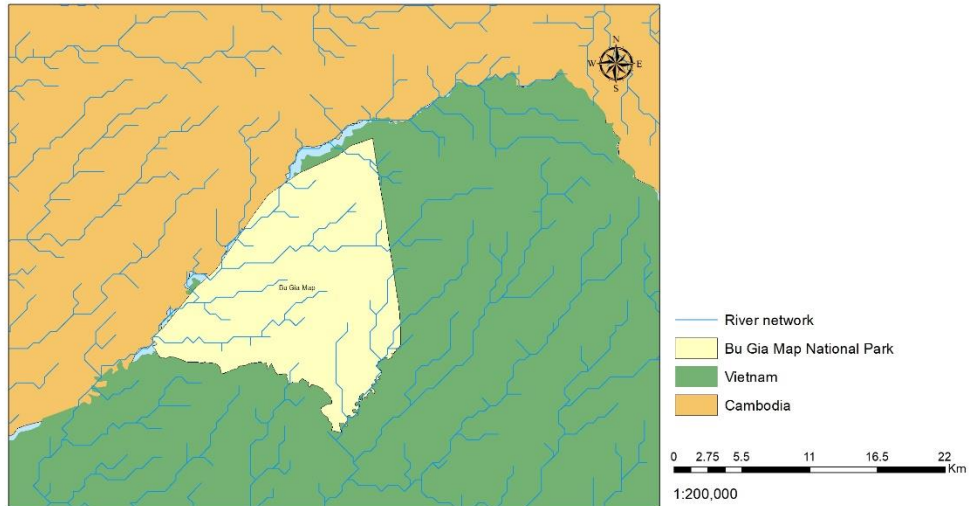 N
W E
S
Bu Gia Map
River network
Bu Gia Map National Park
Vietnam
Cambodia
0 2.75 5.5 11 16.5 22
Km
1:200,000